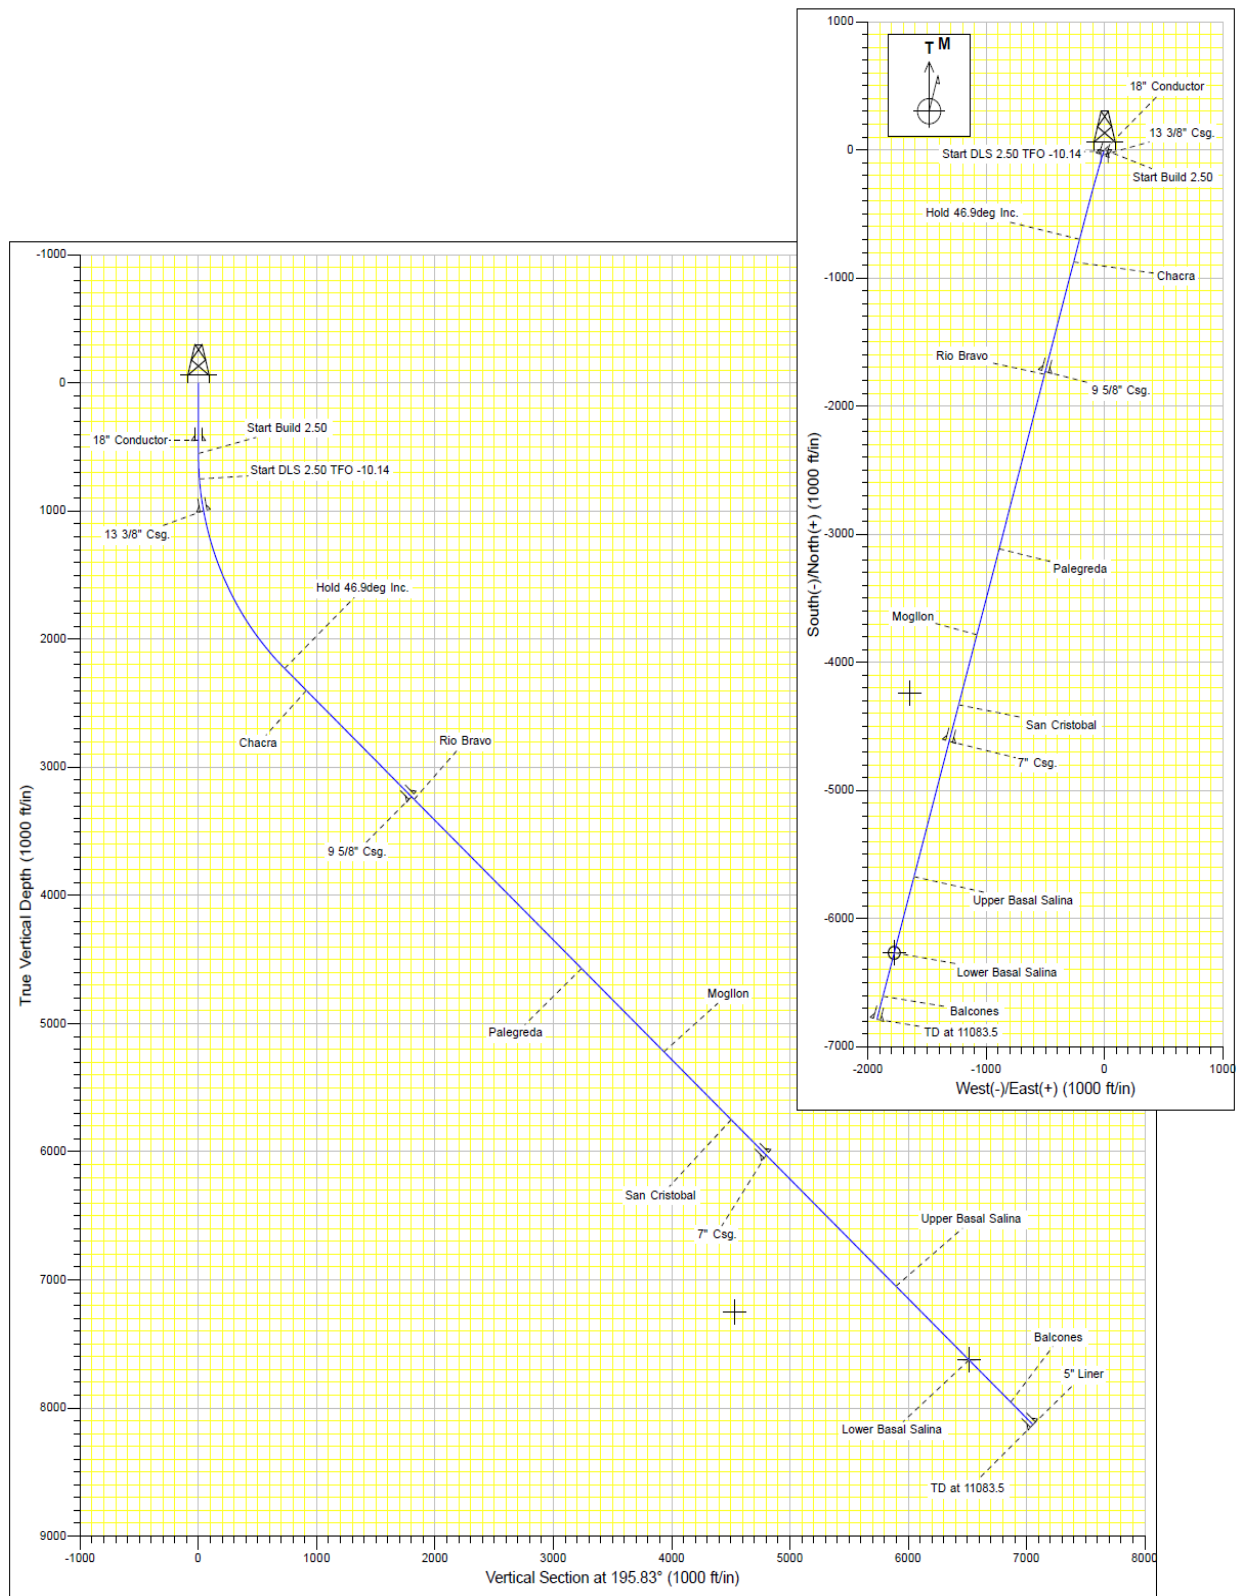 1000
0
-1000
-2000
-3000
-4000
-5000
-6000
-7000
South(-)/North(+) (1000 ft/in)
T M
18" Conductor
13 3/8" Csg.
Start DLS 2.50 TFO -10.14
Start Build 2.50
Hold 46.9deg Inc.
Chacra
Rio Bravo
9 5/8" Csg.
Palegreda
Mogllon
San Cristobal
7" Csg.
Upper Basal Salina
Lower Basal Salina
Balcones
TD at 11083.5
-2000 -1000 0 1000
West(-)/East(+) (1000 ft/in)
-1000
0
1000
2000
3000
4000
5000
6000
7000
8000
9000
True Vertical Depth (1000 ft/in)
Start Build 2.50
18" Conductor
Start DLS 2.50 TFO -10.14
13 3/8" Csg.
Hold 46.9deg Inc.
Chacra
Rio Bravo
9 5/8" Csg.
Mogllon
Palegreda
San Cristobal
7" Csg.
Upper Basal Salina
Balcones
5" Liner
Lower Basal Salina
TD at 11083.5
-1000 0 1000 2000 3000 4000 5000 6000 7000 8000
Vertical Section at 195.83° (1000 ft/in)